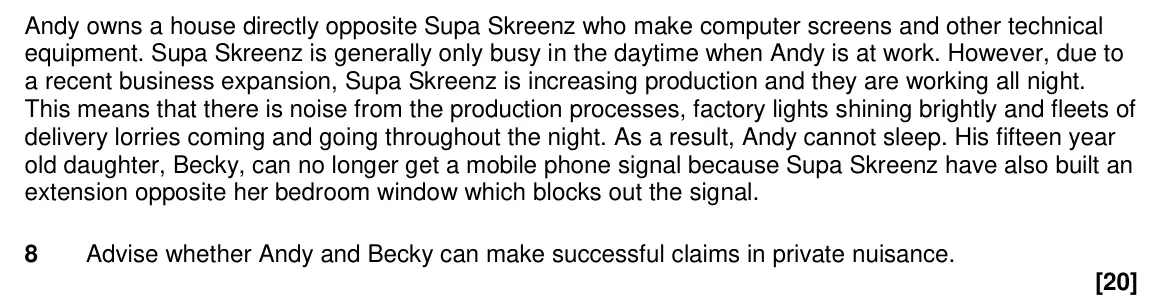 Andy owns a house directly opposite Supa Skreenz who make computer screens and other technical
equipment. Supa Skreenz is generally only busy in the daytime when Andy is at work. However, due to
a recent business expansion, Supa Skreenz is increasing production and they are working all night.
This means that there is noise from the production processes, factory lights shining brightly and fleets of
delivery lorries coming and going throughout the night. As a result, Andy cannot sleep. His fifteen year
old daughter, Becky, can no longer get a mobile phone signal because Supa Skreenz have also built an
extension opposite her bedroom window which blocks out the signal.
8 Advise whether Andy and Becky can make successful claims in private nuisance.
[20]